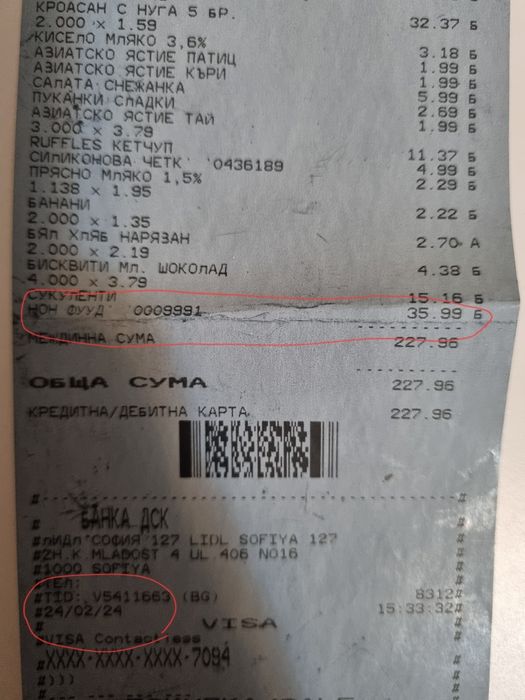 КРОАСАН С НУГА 5 БР. 32.37 Б
2.000 x 1.59
КИСЕЛО МЛЯКО 3,6% 3.18 Б
АЗИАТСКО ЯСТИЕ ПАТИЦ 1.99 Б
АЗИАТСКО ЯСТИЕ КЪРИ 1.99 Б
САЛАТА СНЕЖАНКА 5.99 Б
ПУКАНКИ СЛАДКИ 2.69 Б
АЗИАТСКО ЯСТИЕ ТАЙ 1.99 Б
3.000 x 3.79
RUFFLES КЕТЧУП 11.37 Б
СИЛИКОНОВА ЧЕТК' '0436189 4.99 Б
ПРЯСНО МЛЯКО 1,5% 2.29 Б
1.138 x 1.95
БАНАНИ 2.22 Б
2.000 x 1.35
БЯЛ ХЛЯБ НАРЯЗАН 2.70 А
2.000 x 2.19
БИСКВИТИ МЛ. ШОКОЛАД 4.38 Б
4.000 x 3.79
СУКУЛЕНТИ 15.16 Б
НОН ФУУД' '0009991 35.99 Б
МЕЖДИННА СУМА 227.96
ОБЩА СУМА 227.96
КРЕДИТНА/ДЕБИТНА КАРТА 227.96
# БАНКА ДСК
#ЛИДЛ СОФИЯ 127 LIDL SOFIYA 127
#ZH.K.MLADOST 4 UL.406 NO16
#1000 SOFIYA
#ТЕЛ:
#TID: V5411663 (BG) 8312#
#24/02/24 15:33:32#
# VISA
#VISA Contactless
#XXXX-XXXX-XXXX-7094
#)))